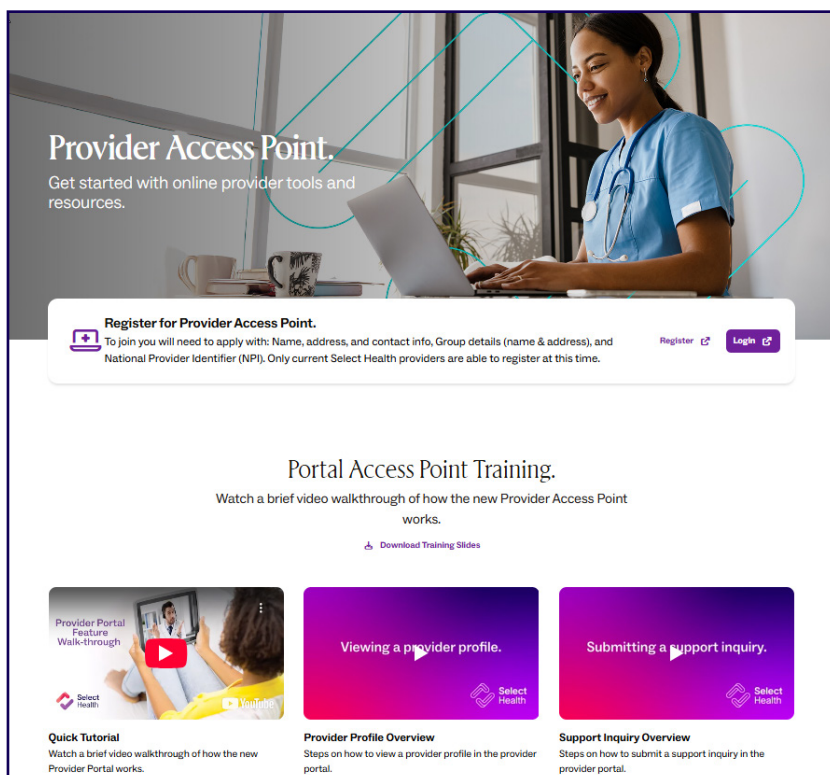 Provider Access Point.
Get started with online provider tools and
resources.
Register for Provider Access Point.
To join you will need to apply with: Name, address, and contact info, Group details (name & address), and
National Provider Identifier (NPI). Only current Select Health providers are able to register at this time.
Register
Login
Portal Access Point Training.
Watch a brief video walkthrough of how the new Provider Access Point
works.
Download Training Slides
Provider Portal
Feature
Walk-through
Select
Health
YouTube
Viewing a provider profile.
Select
Health
Submitting a support inquiry.
Select
Health
Quick Tutorial
Watch a brief video walkthrough of how the new
Provider Portal works.
Provider Profile Overview
Steps on how to view a provider profile in the provider
portal.
Support Inquiry Overview
Steps on how to submit a support inquiry in the
provider portal.